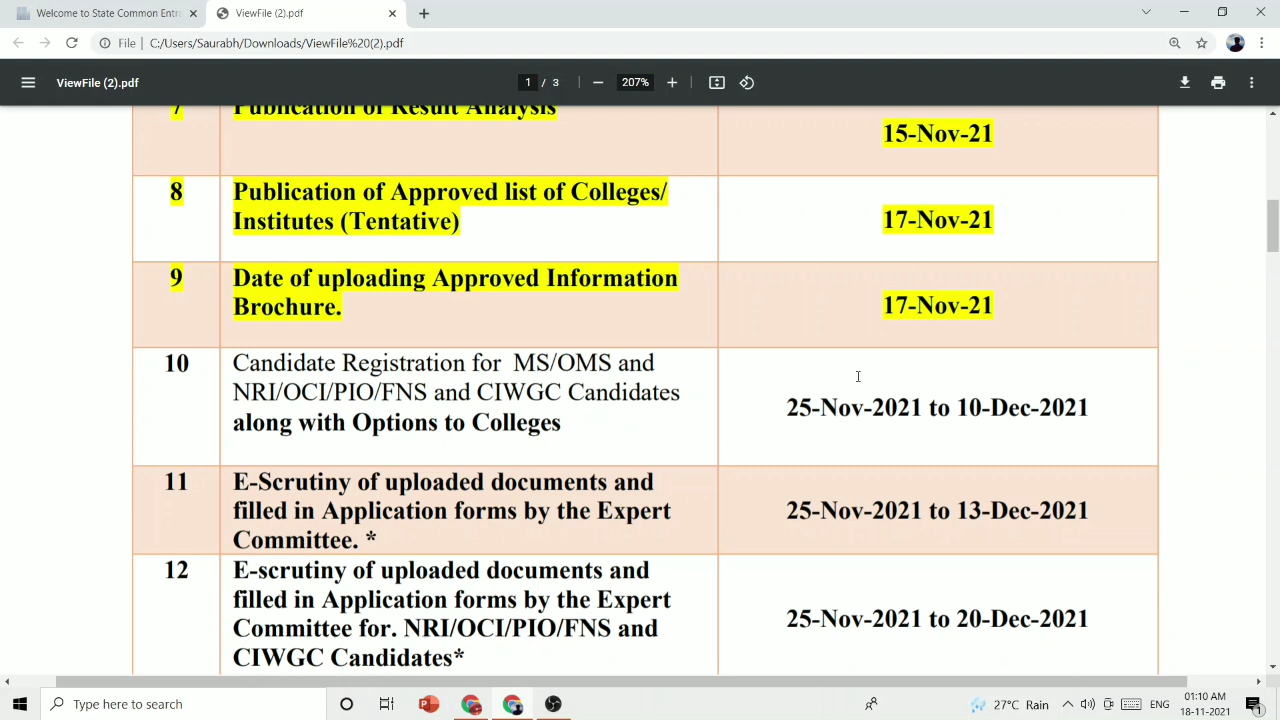 Welcome to State Common Entra
ViewFile (2).pdf
File
C:/Users/Saurabh/Downloads/ViewFile%20(2).pdf
ViewFile (2).pdf
1 / 3
207%
7
Publication of Result Analysis
15-Nov-21
8
Publication of Approved list of Colleges/
Institutes (Tentative)
17-Nov-21
9
Date of uploading Approved Information
Brochure.
17-Nov-21
10
Candidate Registration for MS/OMS and
NRI/OCI/PIO/FNS and CIWGC Candidates
along with Options to Colleges
25-Nov-2021 to 10-Dec-2021
11
E-Scrutiny of uploaded documents and
filled in Application forms by the Expert
Committee. *
25-Nov-2021 to 13-Dec-2021
12
E-scrutiny of uploaded documents and
filled in Application forms by the Expert
Committee for. NRI/OCI/PIO/FNS and
CIWGC Candidates*
25-Nov-2021 to 20-Dec-2021
Type here to search
27°C Rain
ENG
01:10 AM
18-11-2021
1